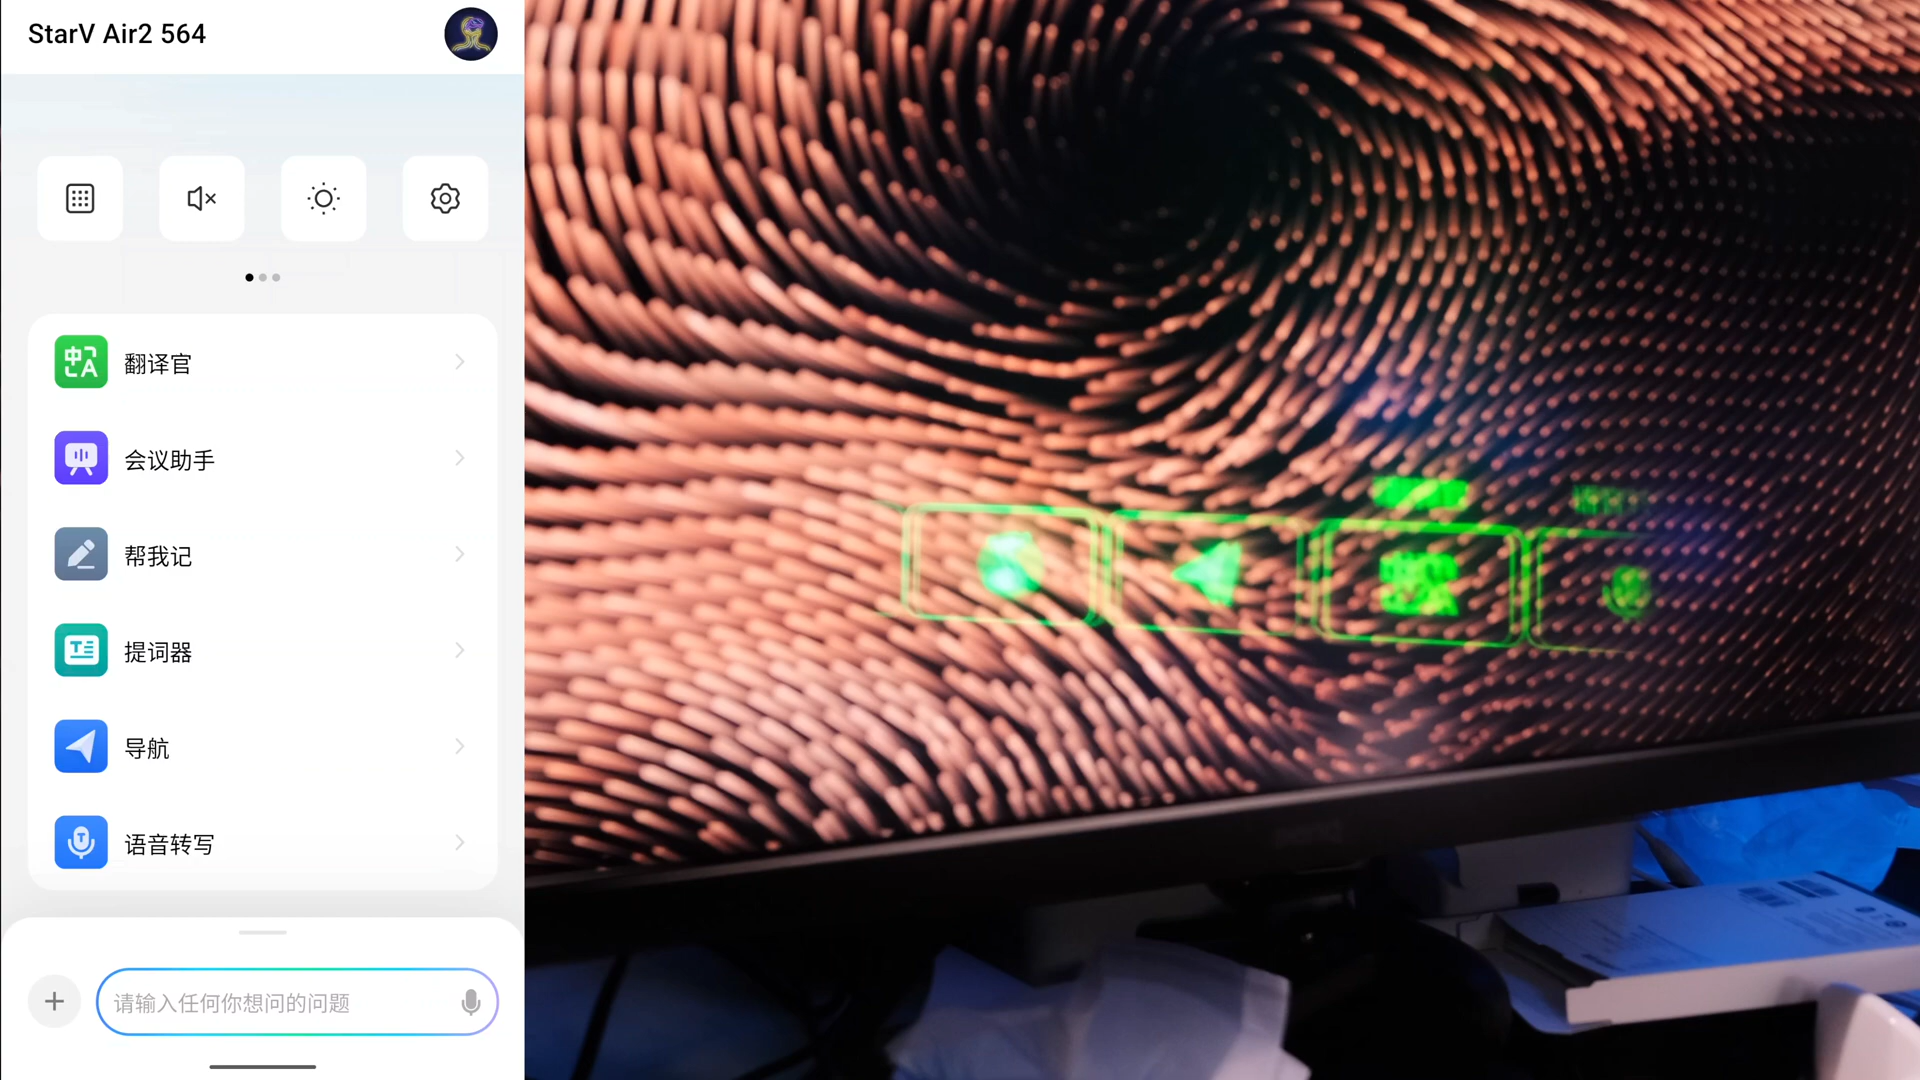 StarV Air2 564
翻译官
会议助手
帮我记
提词器
导航
语音转写
请输入任何你想问的问题